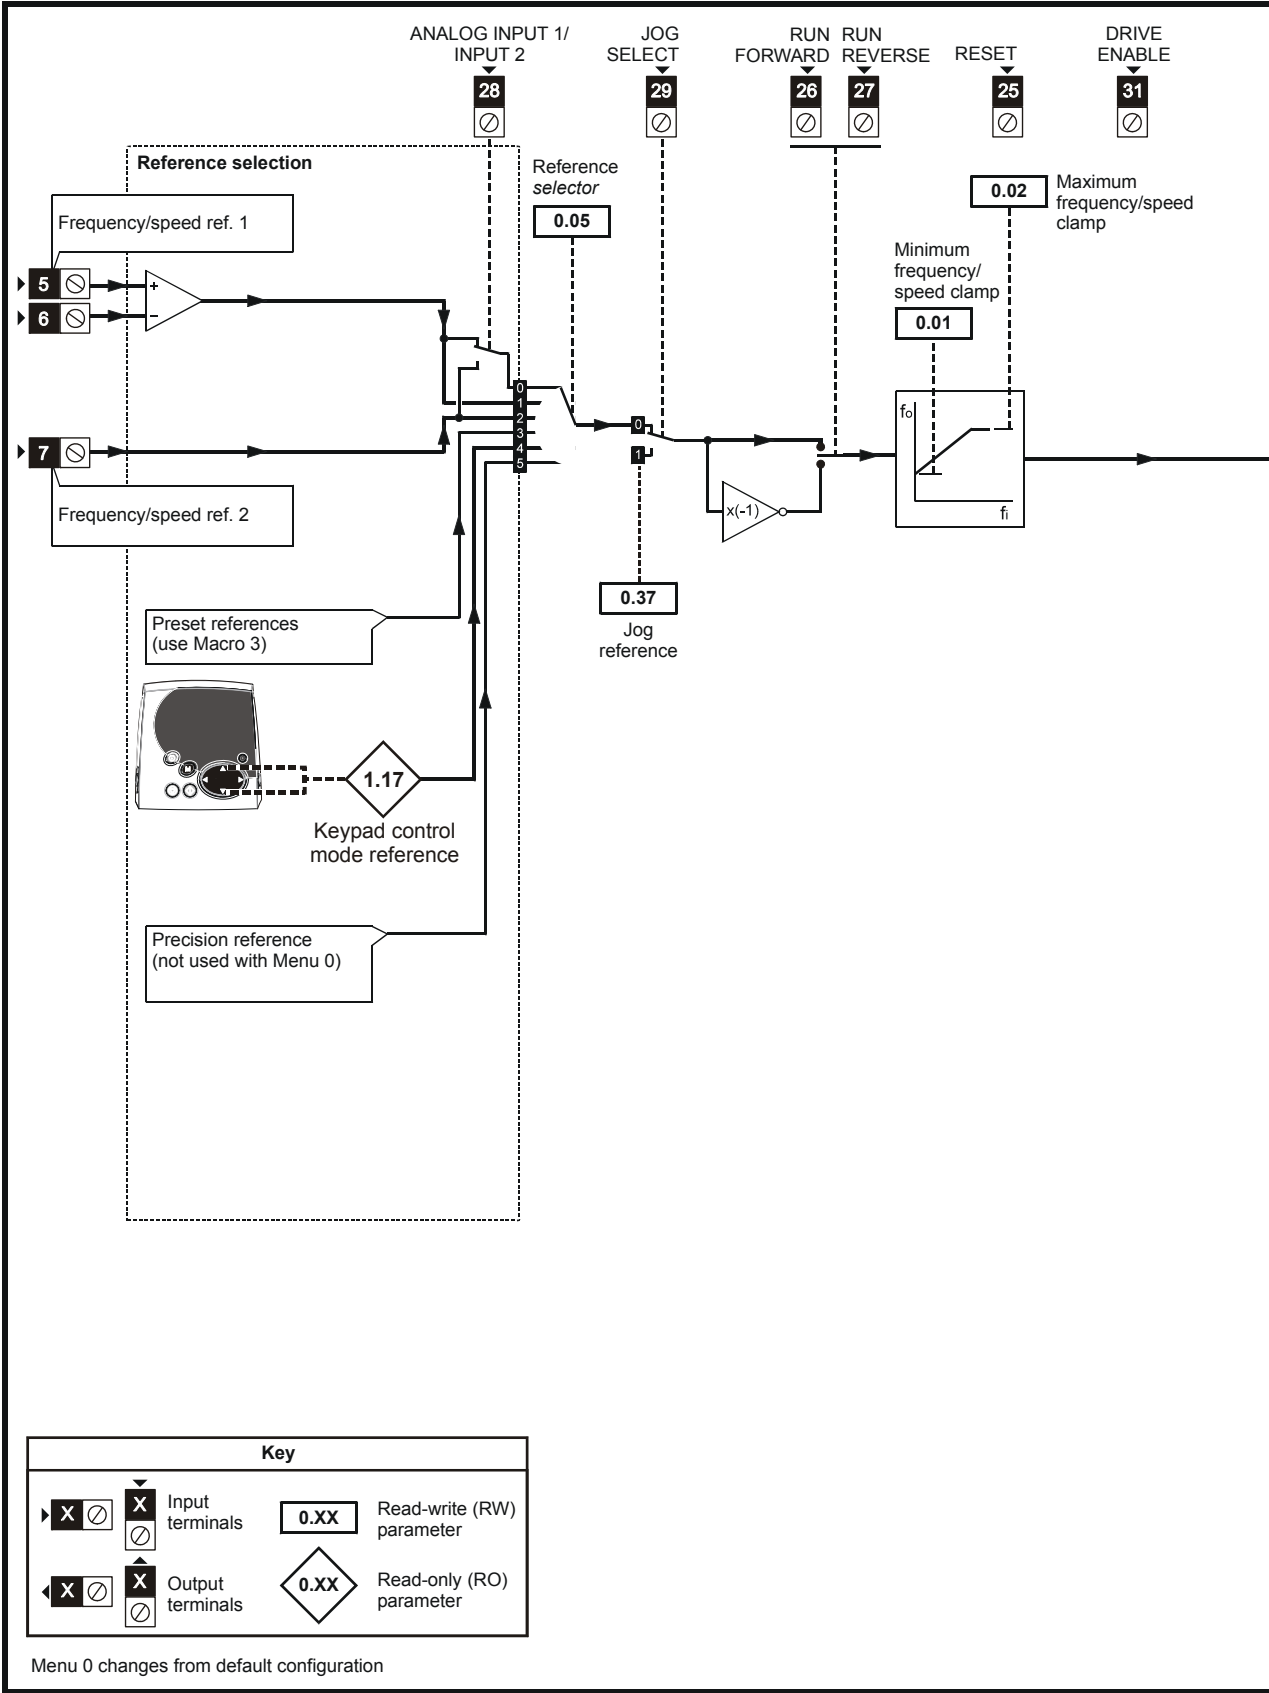 ANALOG INPUT 1/
INPUT 2
JOG
SELECT
RUN
FORWARD
RUN
REVERSE
RESET
DRIVE
ENABLE
28
29
26
27
25
31
Reference selection
Reference
selector
0.05
0.02
Maximum
frequency/speed
clamp
Frequency/speed ref. 1
Minimum
frequency/
speed clamp
0.01
5
+
6
–
0
1
2
3
4
5
0
1
fo
fi
7
x(-1)
Frequency/speed ref. 2
0.37
Jog
reference
Preset references
(use Macro 3)
M
1.17
Keypad control
mode reference
Precision reference
(not used with Menu 0)
Key
X
X
Input
terminals
0.XX
Read-write (RW)
parameter
X
X
Output
terminals
0.XX
Read-only (RO)
parameter
Menu 0 changes from default configuration